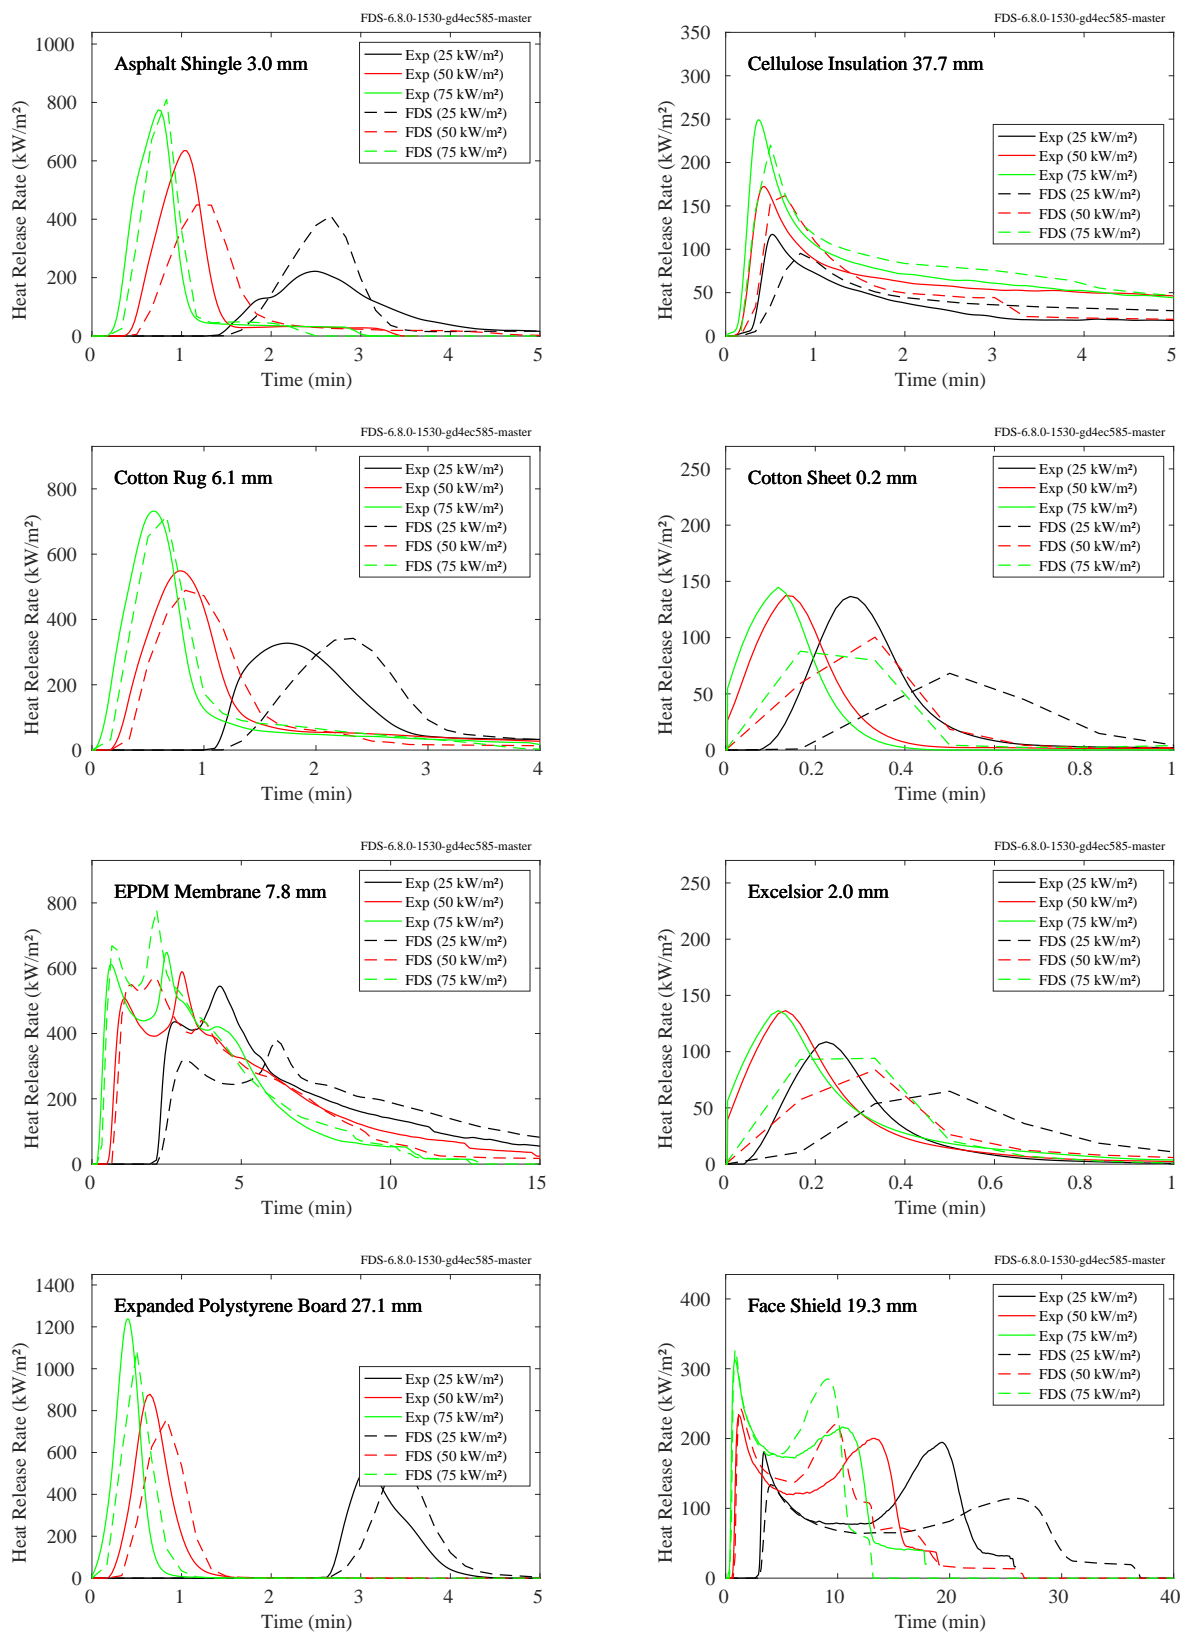 FDS-6.8.0-1530-gd4ec585-master
Asphalt Shingle 3.0 mm
Exp (25 kW/m²)
Exp (50 kW/m²)
Exp (75 kW/m²)
FDS (25 kW/m²)
FDS (50 kW/m²)
FDS (75 kW/m²)
Heat Release Rate (kW/m²)
1000
800
600
400
200
0
0 1 2 3 4 5
Time (min)
FDS-6.8.0-1530-gd4ec585-master
Cellulose Insulation 37.7 mm
Exp (25 kW/m²)
Exp (50 kW/m²)
Exp (75 kW/m²)
FDS (25 kW/m²)
FDS (50 kW/m²)
FDS (75 kW/m²)
Heat Release Rate (kW/m²)
350
300
250
200
150
100
50
0
0 1 2 3 4 5
Time (min)
FDS-6.8.0-1530-gd4ec585-master
Cotton Rug 6.1 mm
Exp (25 kW/m²)
Exp (50 kW/m²)
Exp (75 kW/m²)
FDS (25 kW/m²)
FDS (50 kW/m²)
FDS (75 kW/m²)
Heat Release Rate (kW/m²)
800
600
400
200
0
0 1 2 3 4
Time (min)
FDS-6.8.0-1530-gd4ec585-master
Cotton Sheet 0.2 mm
Exp (25 kW/m²)
Exp (50 kW/m²)
Exp (75 kW/m²)
FDS (25 kW/m²)
FDS (50 kW/m²)
FDS (75 kW/m²)
Heat Release Rate (kW/m²)
250
200
150
100
50
0
0 0.2 0.4 0.6 0.8 1
Time (min)
FDS-6.8.0-1530-gd4ec585-master
EPDM Membrane 7.8 mm
Exp (25 kW/m²)
Exp (50 kW/m²)
Exp (75 kW/m²)
FDS (25 kW/m²)
FDS (50 kW/m²)
FDS (75 kW/m²)
Heat Release Rate (kW/m²)
800
600
400
200
0
0 5 10 15
Time (min)
FDS-6.8.0-1530-gd4ec585-master
Excelsior 2.0 mm
Exp (25 kW/m²)
Exp (50 kW/m²)
Exp (75 kW/m²)
FDS (25 kW/m²)
FDS (50 kW/m²)
FDS (75 kW/m²)
Heat Release Rate (kW/m²)
250
200
150
100
50
0
0 0.2 0.4 0.6 0.8 1
Time (min)
FDS-6.8.0-1530-gd4ec585-master
Expanded Polystyrene Board 27.1 mm
Exp (25 kW/m²)
Exp (50 kW/m²)
Exp (75 kW/m²)
FDS (25 kW/m²)
FDS (50 kW/m²)
FDS (75 kW/m²)
Heat Release Rate (kW/m²)
1400
1200
1000
800
600
400
200
0
0 1 2 3 4 5
Time (min)
FDS-6.8.0-1530-gd4ec585-master
Face Shield 19.3 mm
Exp (25 kW/m²)
Exp (50 kW/m²)
Exp (75 kW/m²)
FDS (25 kW/m²)
FDS (50 kW/m²)
FDS (75 kW/m²)
Heat Release Rate (kW/m²)
400
300
200
100
0
0 10 20 30 40
Time (min)